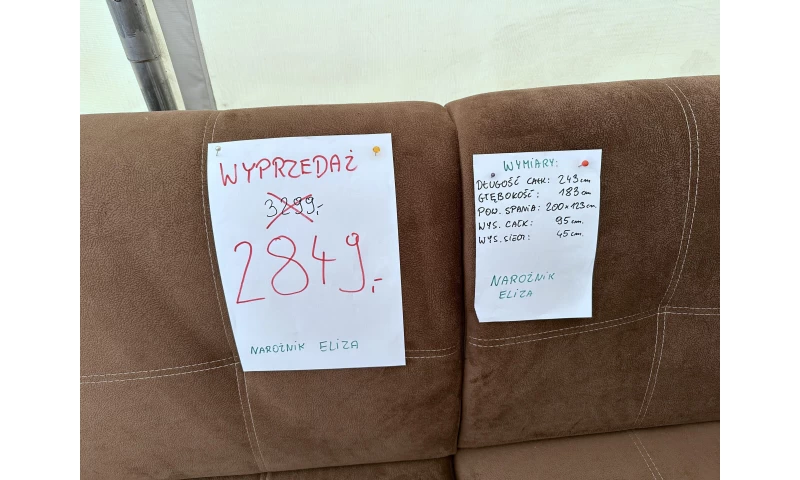 WYPRZEDAŻ
3299,-
2849,-
NAROŻNIK ELIZA
WYMIARY:
DŁUGOŚĆ CAŁK: 243 cm
GŁĘBOKOŚĆ: 183 cm
POW. SPANIA: 200 x 123 cm
WYS. CAŁK: 95 cm.
WYS. SIEDZ: 45 cm.
NAROŻNIK
ELIZA